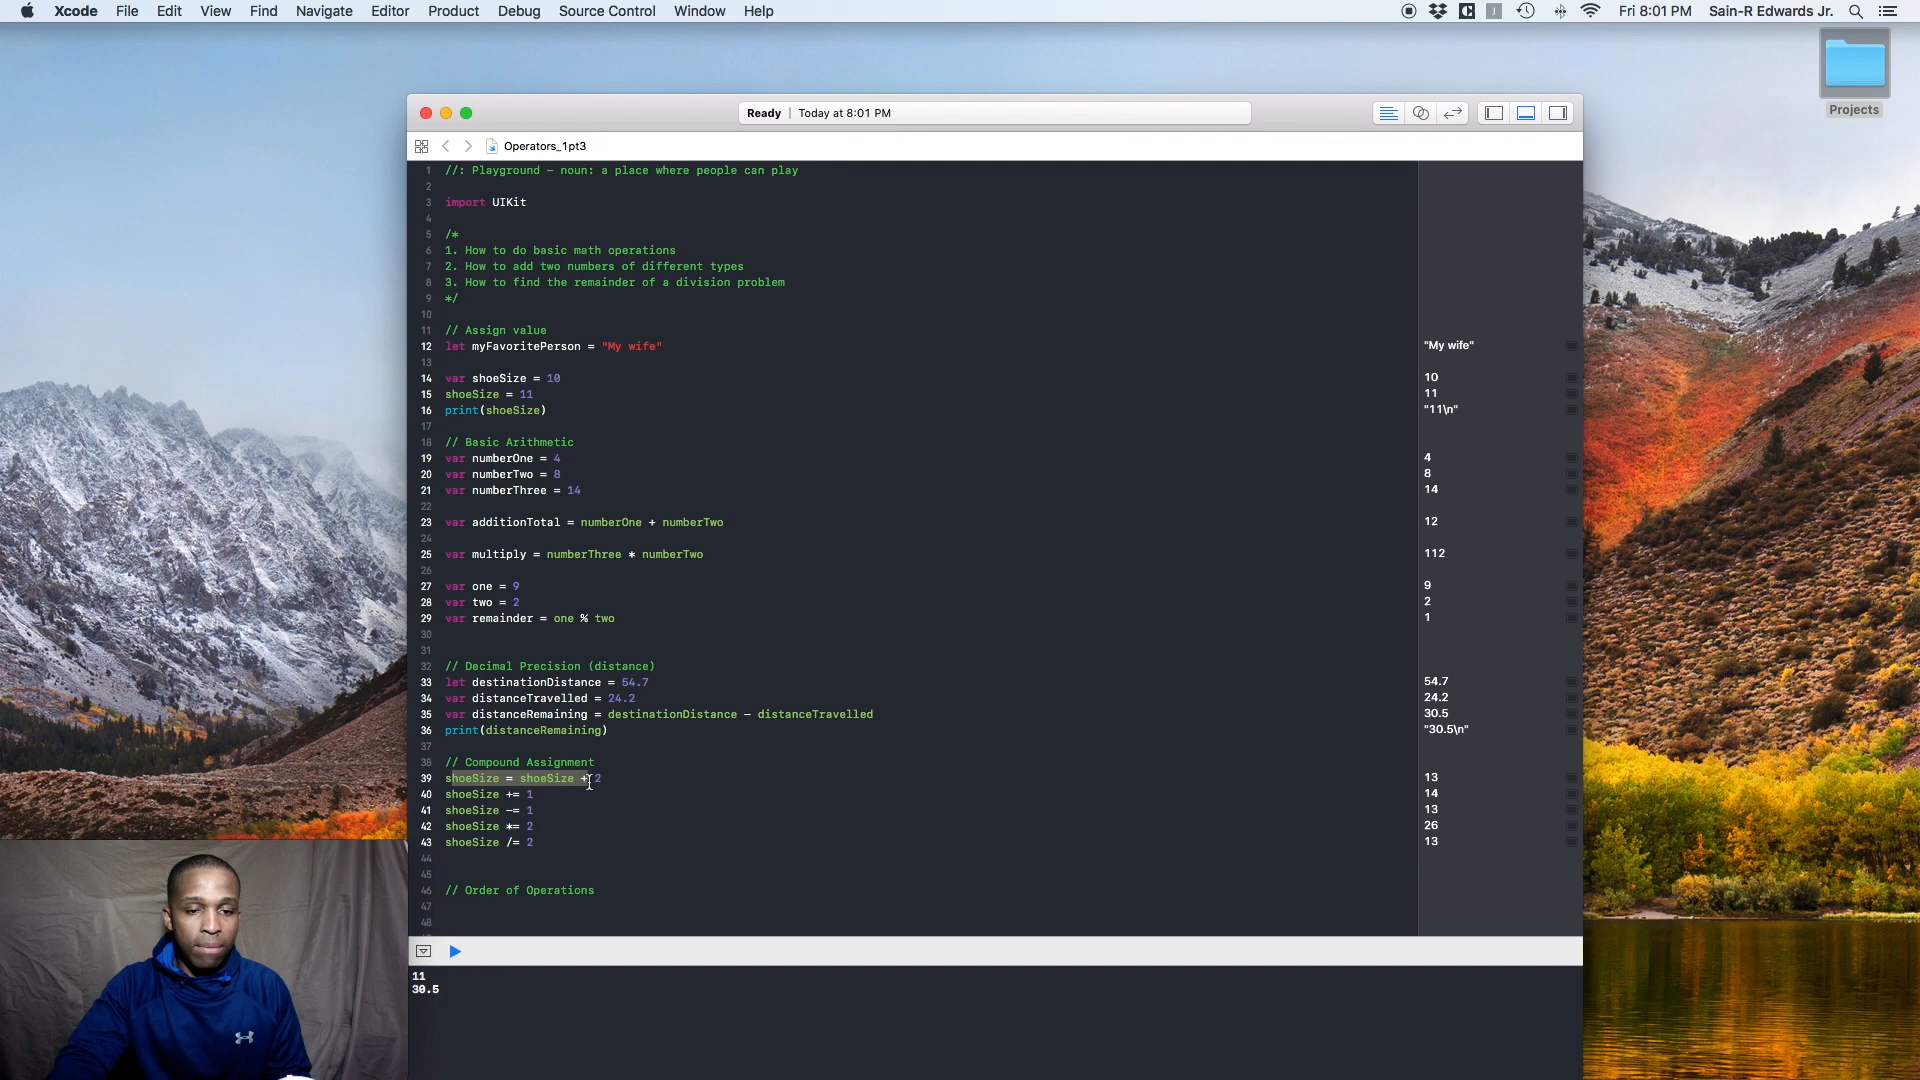 Xcode File Edit View Find Navigate Editor Product Debug Source Control Window Help
Fri 8:01 PM Sain-R Edwards Jr.
Projects
Ready | Today at 8:01 PM
Operators_1pt3
1 //: Playground - noun: a place where people can play
2
3 import UIKit
4
5 /*
6 1. How to do basic math operations
7 2. How to add two numbers of different types
8 3. How to find the remainder of a division problem
9 */
10
11 // Assign value
12 let myFavoritePerson = "My wife" "My wife"
13
14 var shoeSize = 10 10
15 shoeSize = 11 11
16 print(shoeSize) "11\n"
17
18 // Basic Arithmetic
19 var numberOne = 4 4
20 var numberTwo = 8 8
21 var numberThree = 14 14
22
23 var additionTotal = numberOne + numberTwo 12
24
25 var multiply = numberThree * numberTwo 112
26
27 var one = 9 9
28 var two = 2 2
29 var remainder = one % two 1
30
31
32 // Decimal Precision (distance)
33 let destinationDistance = 54.7 54.7
34 var distanceTravelled = 24.2 24.2
35 var distanceRemaining = destinationDistance - distanceTravelled 30.5
36 print(distanceRemaining) "30.5\n"
37
38 // Compound Assignment
39 shoeSize = shoeSize + 2 13
40 shoeSize += 1 14
41 shoeSize -= 1 13
42 shoeSize *= 2 26
43 shoeSize /= 2 13
44
45
46 // Order of Operations
47
48
11
30.5